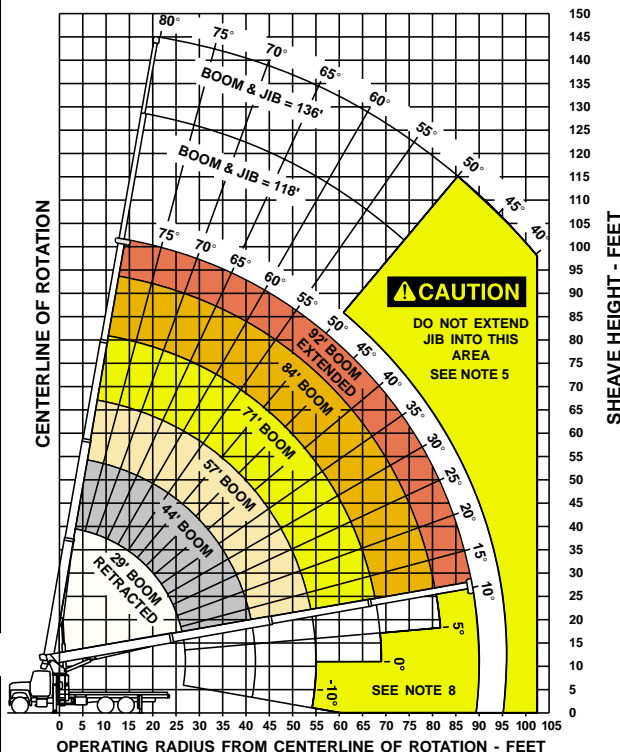 80°
75°
70°
65°
60°
55°
50°
45°
40°
BOOM & JIB = 136'
BOOM & JIB = 118'
75°
70°
65°
60°
55°
50°
45°
40°
35°
30°
25°
20°
15°
10°
5°
0°
-10°
CAUTION
DO NOT EXTEND
JIB INTO THIS
AREA
SEE NOTE 5
92' BOOM
EXTENDED
84' BOOM
71' BOOM
57' BOOM
44' BOOM
29' BOOM
RETRACTED
SEE NOTE 8
CENTERLINE OF ROTATION
150
145
140
135
130
125
120
115
110
105
100
95
90
85
80
75
70
65
60
55
50
45
40
35
30
25
20
15
10
5
0
SHEAVE HEIGHT - FEET
0 5 10 15 20 25 30 35 40 45 50 55 60 65 70 75 80 85 90 95 100 105
OPERATING RADIUS FROM CENTERLINE OF ROTATION - FEET